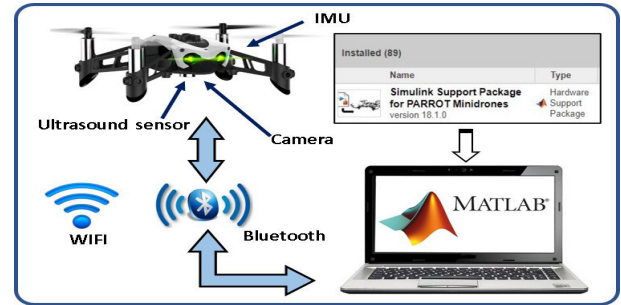 IMU
Installed (89)
Name
Type
Simulink Support Package
for PARROT Minidrones
version 18.1.0
Hardware
Support
Package
Ultrasound sensor
Camera
MATLAB®
WIFI
Bluetooth